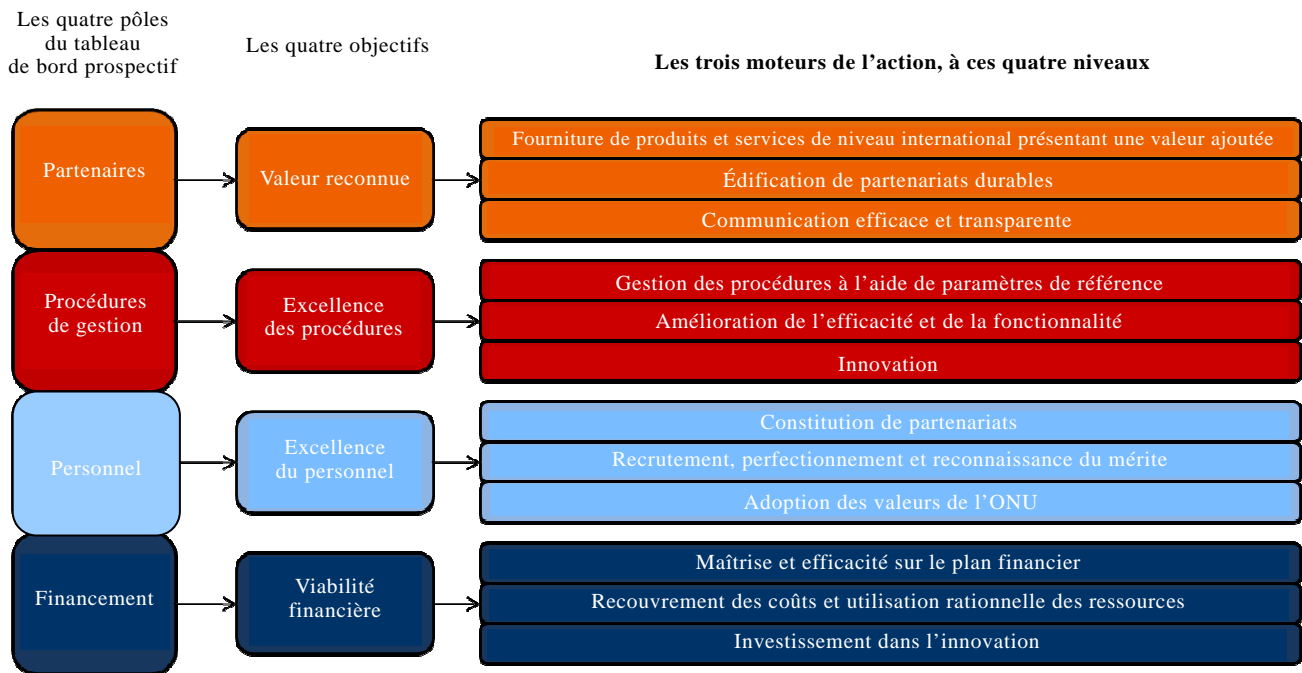 Les quatre pôles
du tableau
de bord prospectif
Les quatre objectifs
Les trois moteurs de l’action, à ces quatre niveaux
Partenaires
Valeur reconnue
Fourniture de produits et services de niveau international présentant une valeur ajoutée
Édification de partenariats durables
Communication efficace et transparente
Procédures
de gestion
Excellence
des procédures
Gestion des procédures à l’aide de paramètres de référence
Amélioration de l’efficacité et de la fonctionnalité
Innovation
Personnel
Excellence
du personnel
Constitution de partenariats
Recrutement, perfectionnement et reconnaissance du mérite
Adoption des valeurs de l’ONU
Financement
Viabilité
financière
Maîtrise et efficacité sur le plan financier
Recouvrement des coûts et utilisation rationnelle des ressources
Investissement dans l’innovation